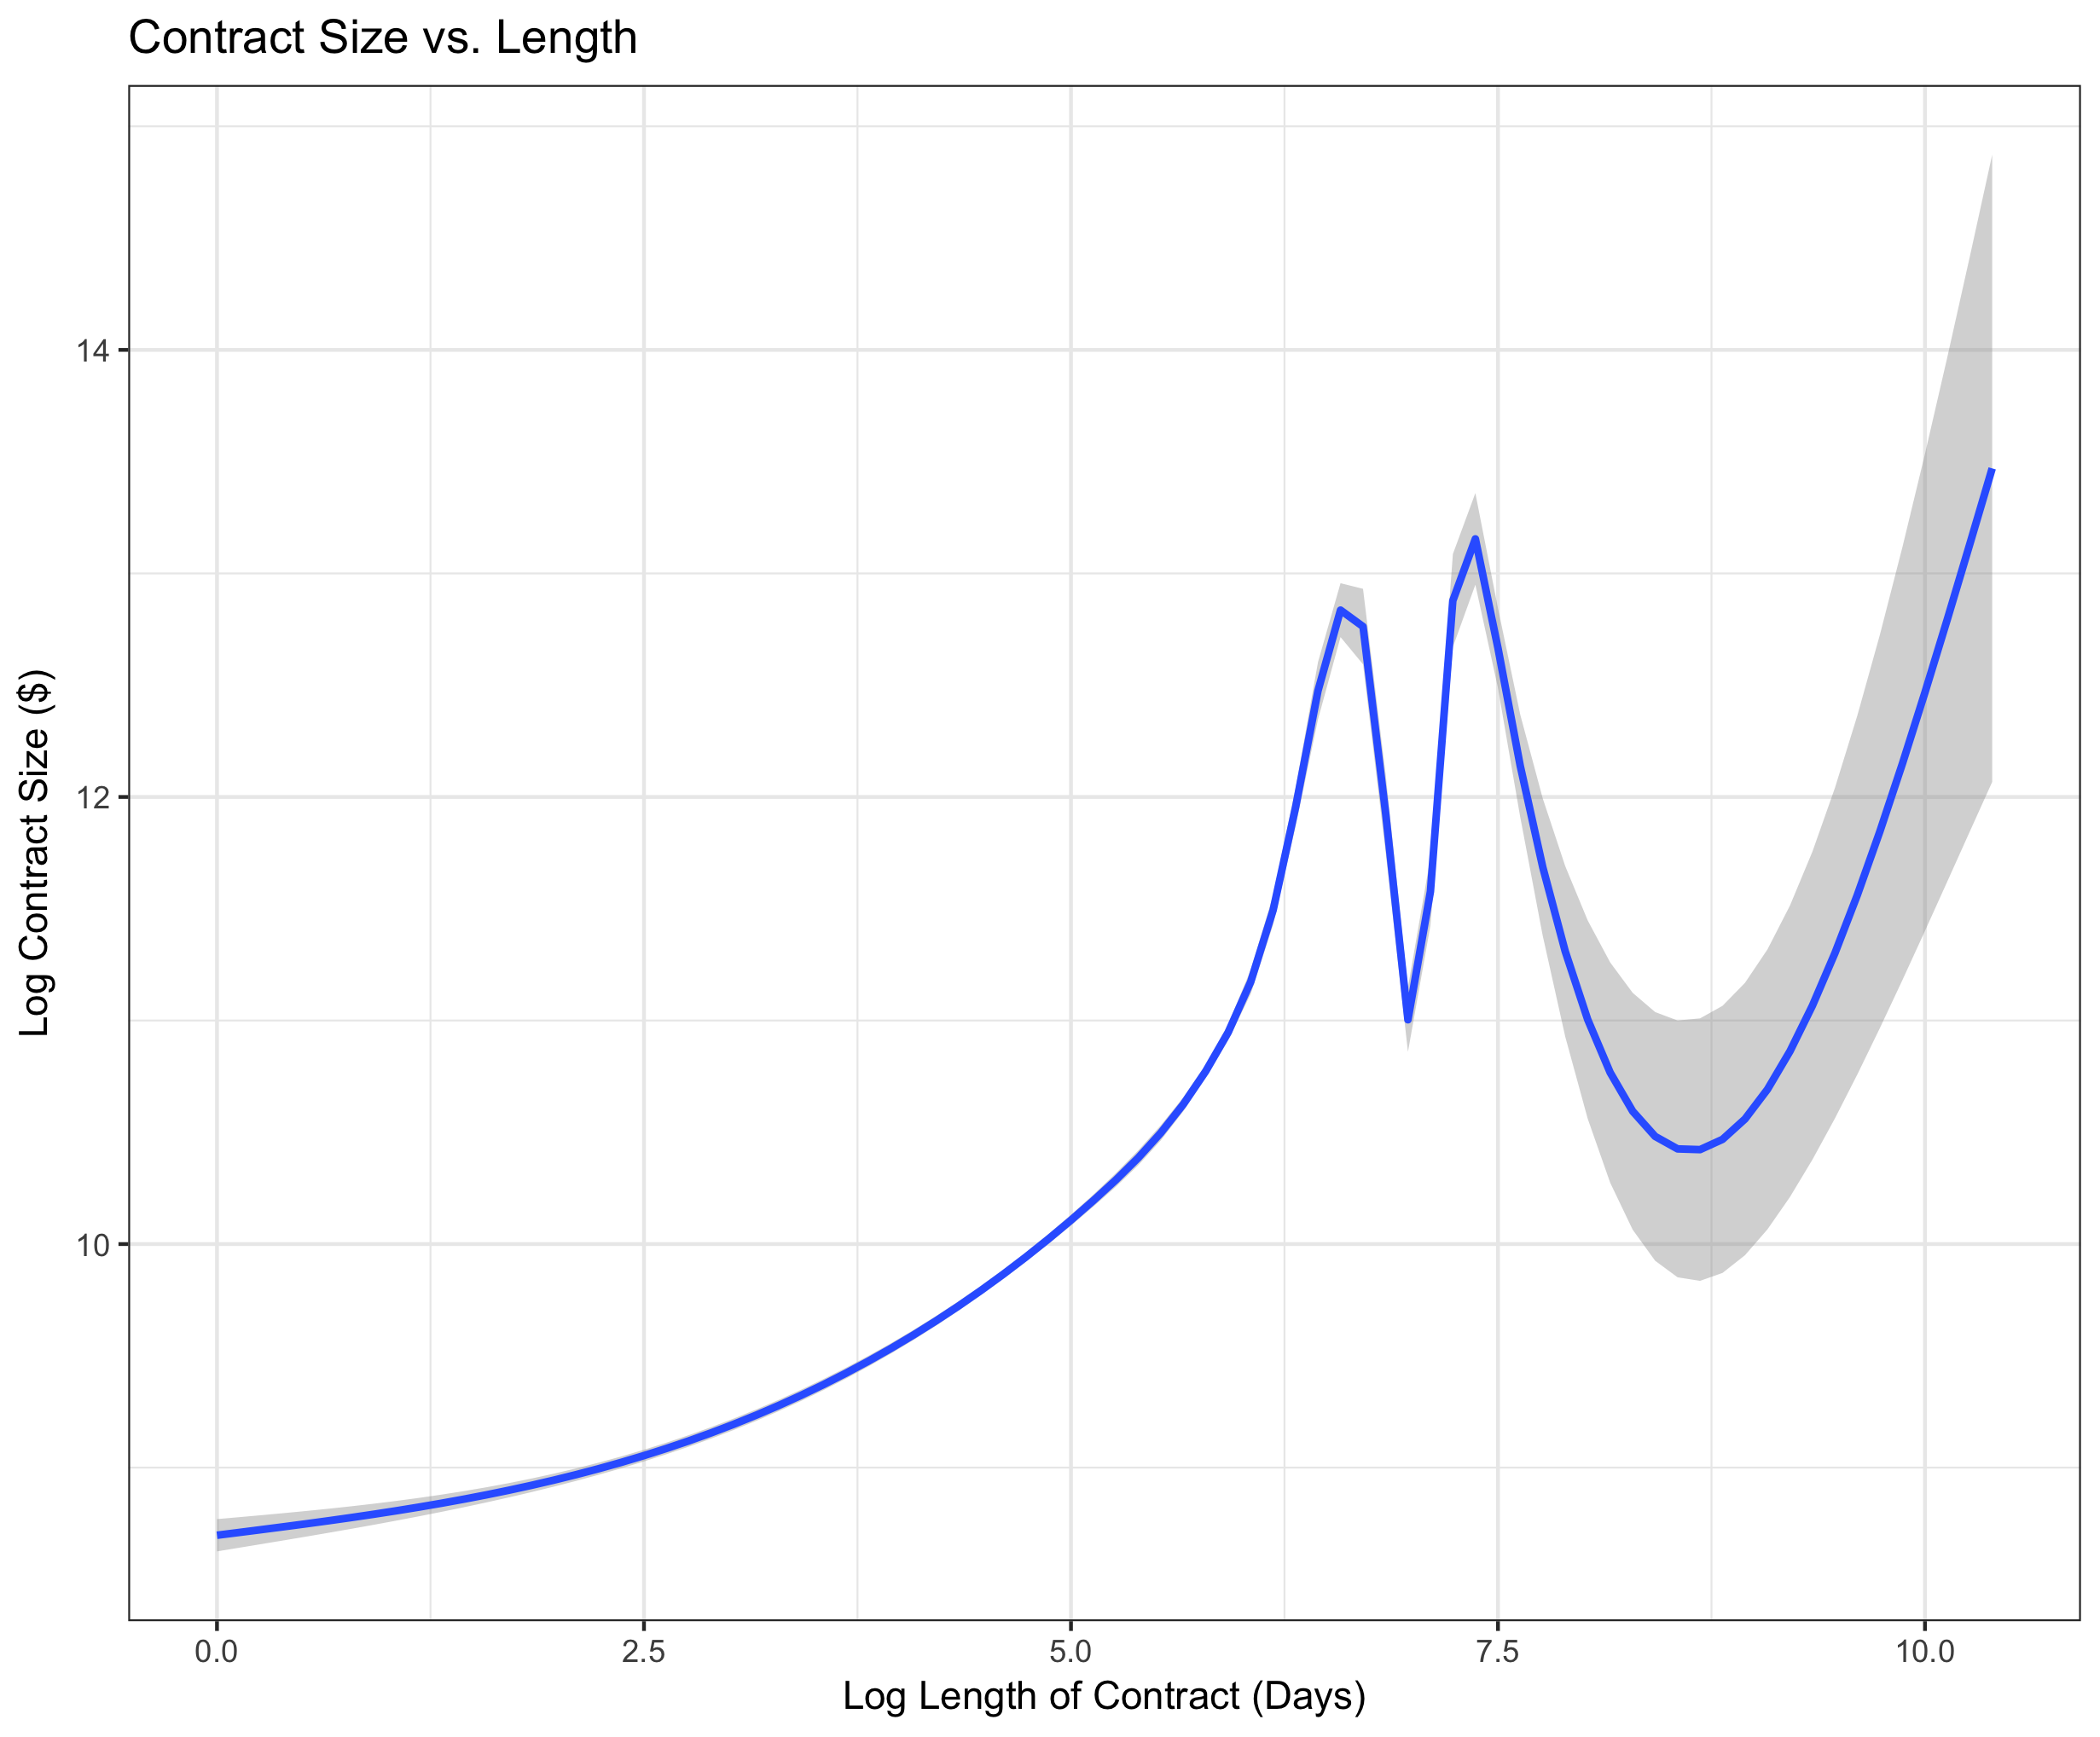 Contract Size vs. Length
Log Contract Size ($)
14
12
10
0.0 2.5 5.0 7.5 10.0
Log Length of Contract (Days)